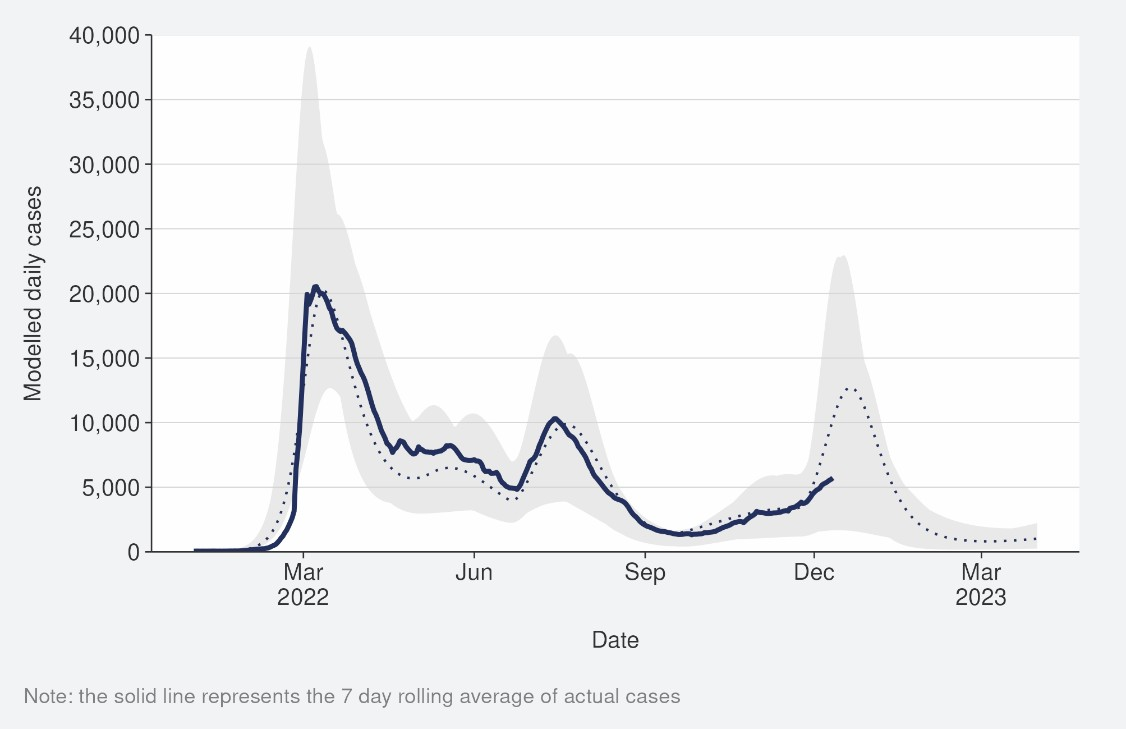 40,000
35,000
30,000
25,000
20,000
15,000
10,000
5,000
0
Modelled daily cases
Mar
2022
Jun
Sep
Dec
Mar
2023
Date
Note: the solid line represents the 7 day rolling average of actual cases